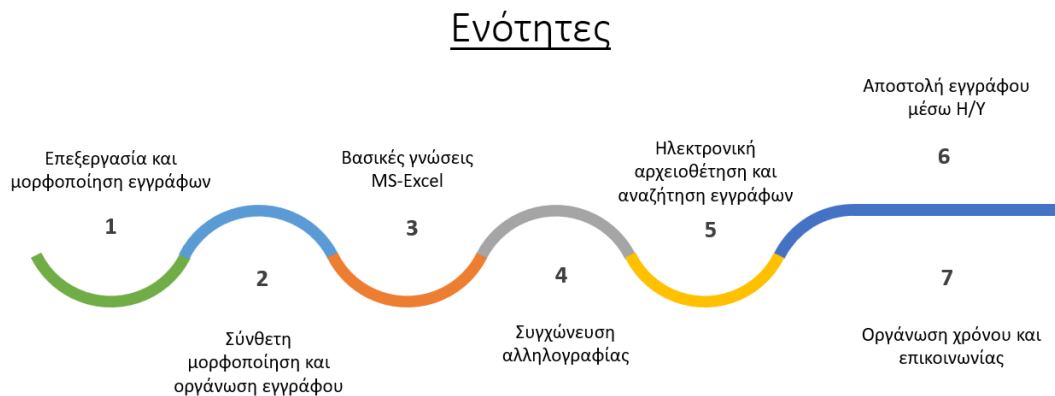 Ενότητες
Επεξεργασία και
μορφοποίηση εγγράφων
1
2
Σύνθετη
μορφοποίηση και
οργάνωση εγγράφου
Βασικές γνώσεις
MS-Excel
3
4
Συγχώνευση
αλληλογραφίας
Ηλεκτρονική
αρχειοθέτηση και
αναζήτηση εγγράφων
5
Αποστολή εγγράφου
μέσω Η/Υ
6
7
Οργάνωση χρόνου και
επικοινωνίας